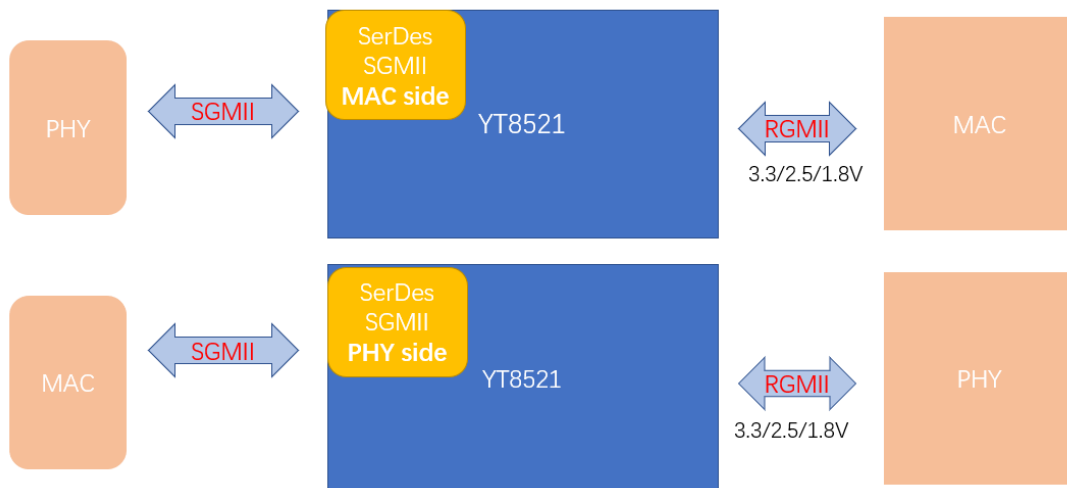 SerDes
SGMII
MAC side
PHY
SGMII
YT8521
RGMII
MAC
3.3/2.5/1.8V
SerDes
SGMII
PHY side
MAC
SGMII
YT8521
RGMII
PHY
3.3/2.5/1.8V